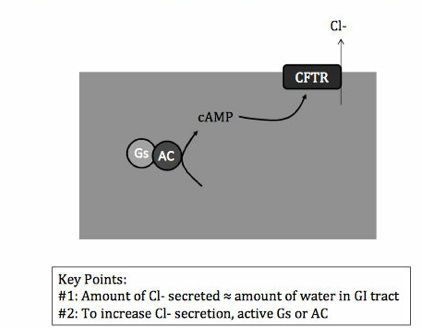 Cl-
CFTR
cAMP
Gs AC
Key Points:
#1: Amount of Cl- secreted ≈ amount of water in GI tract
#2: To increase Cl- secretion, active Gs or AC